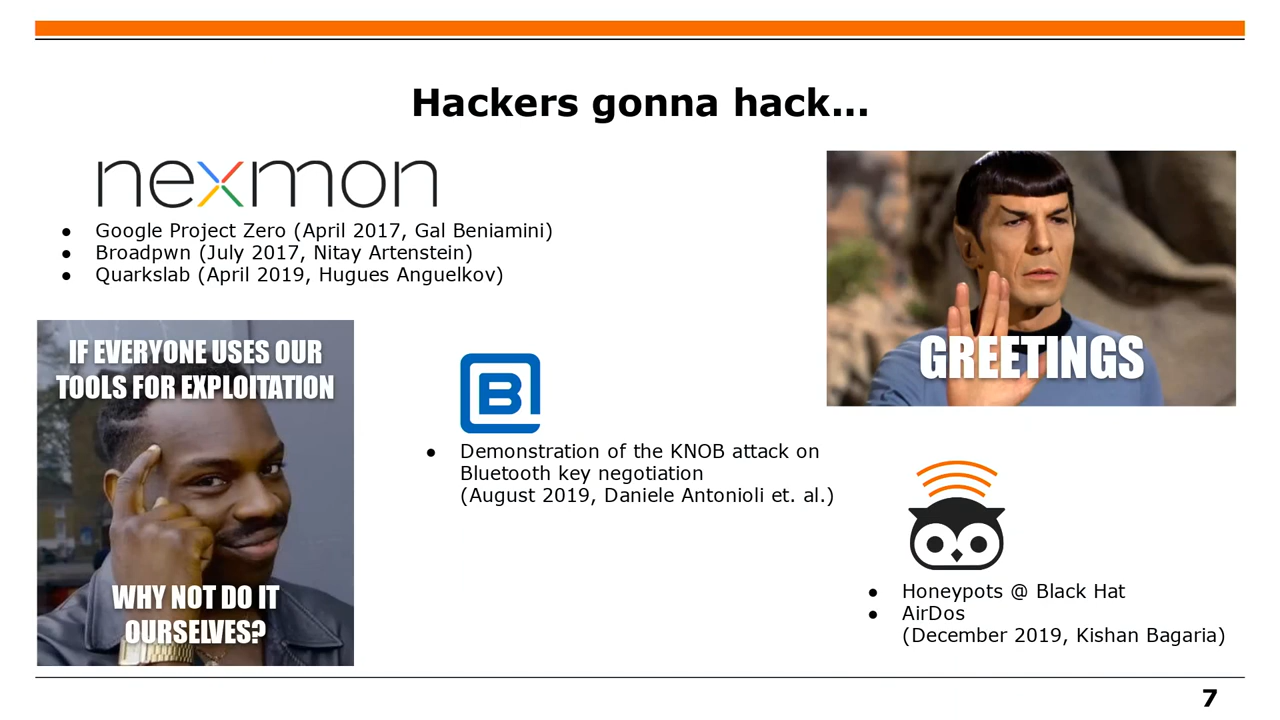 Hackers gonna hack...
nexmon
● Google Project Zero (April 2017, Gal Beniamini)
● Broadpwn (July 2017, Nitay Artenstein)
● Quarkslab (April 2019, Hugues Anguelkov)
GREETINGS
IF EVERYONE USES OUR
TOOLS FOR EXPLOITATION
WHY NOT DO IT
OURSELVES?
B
● Demonstration of the KNOB attack on
Bluetooth key negotiation
(August 2019, Daniele Antonioli et. al.)
● Honeypots @ Black Hat
● AirDos
(December 2019, Kishan Bagaria)
7